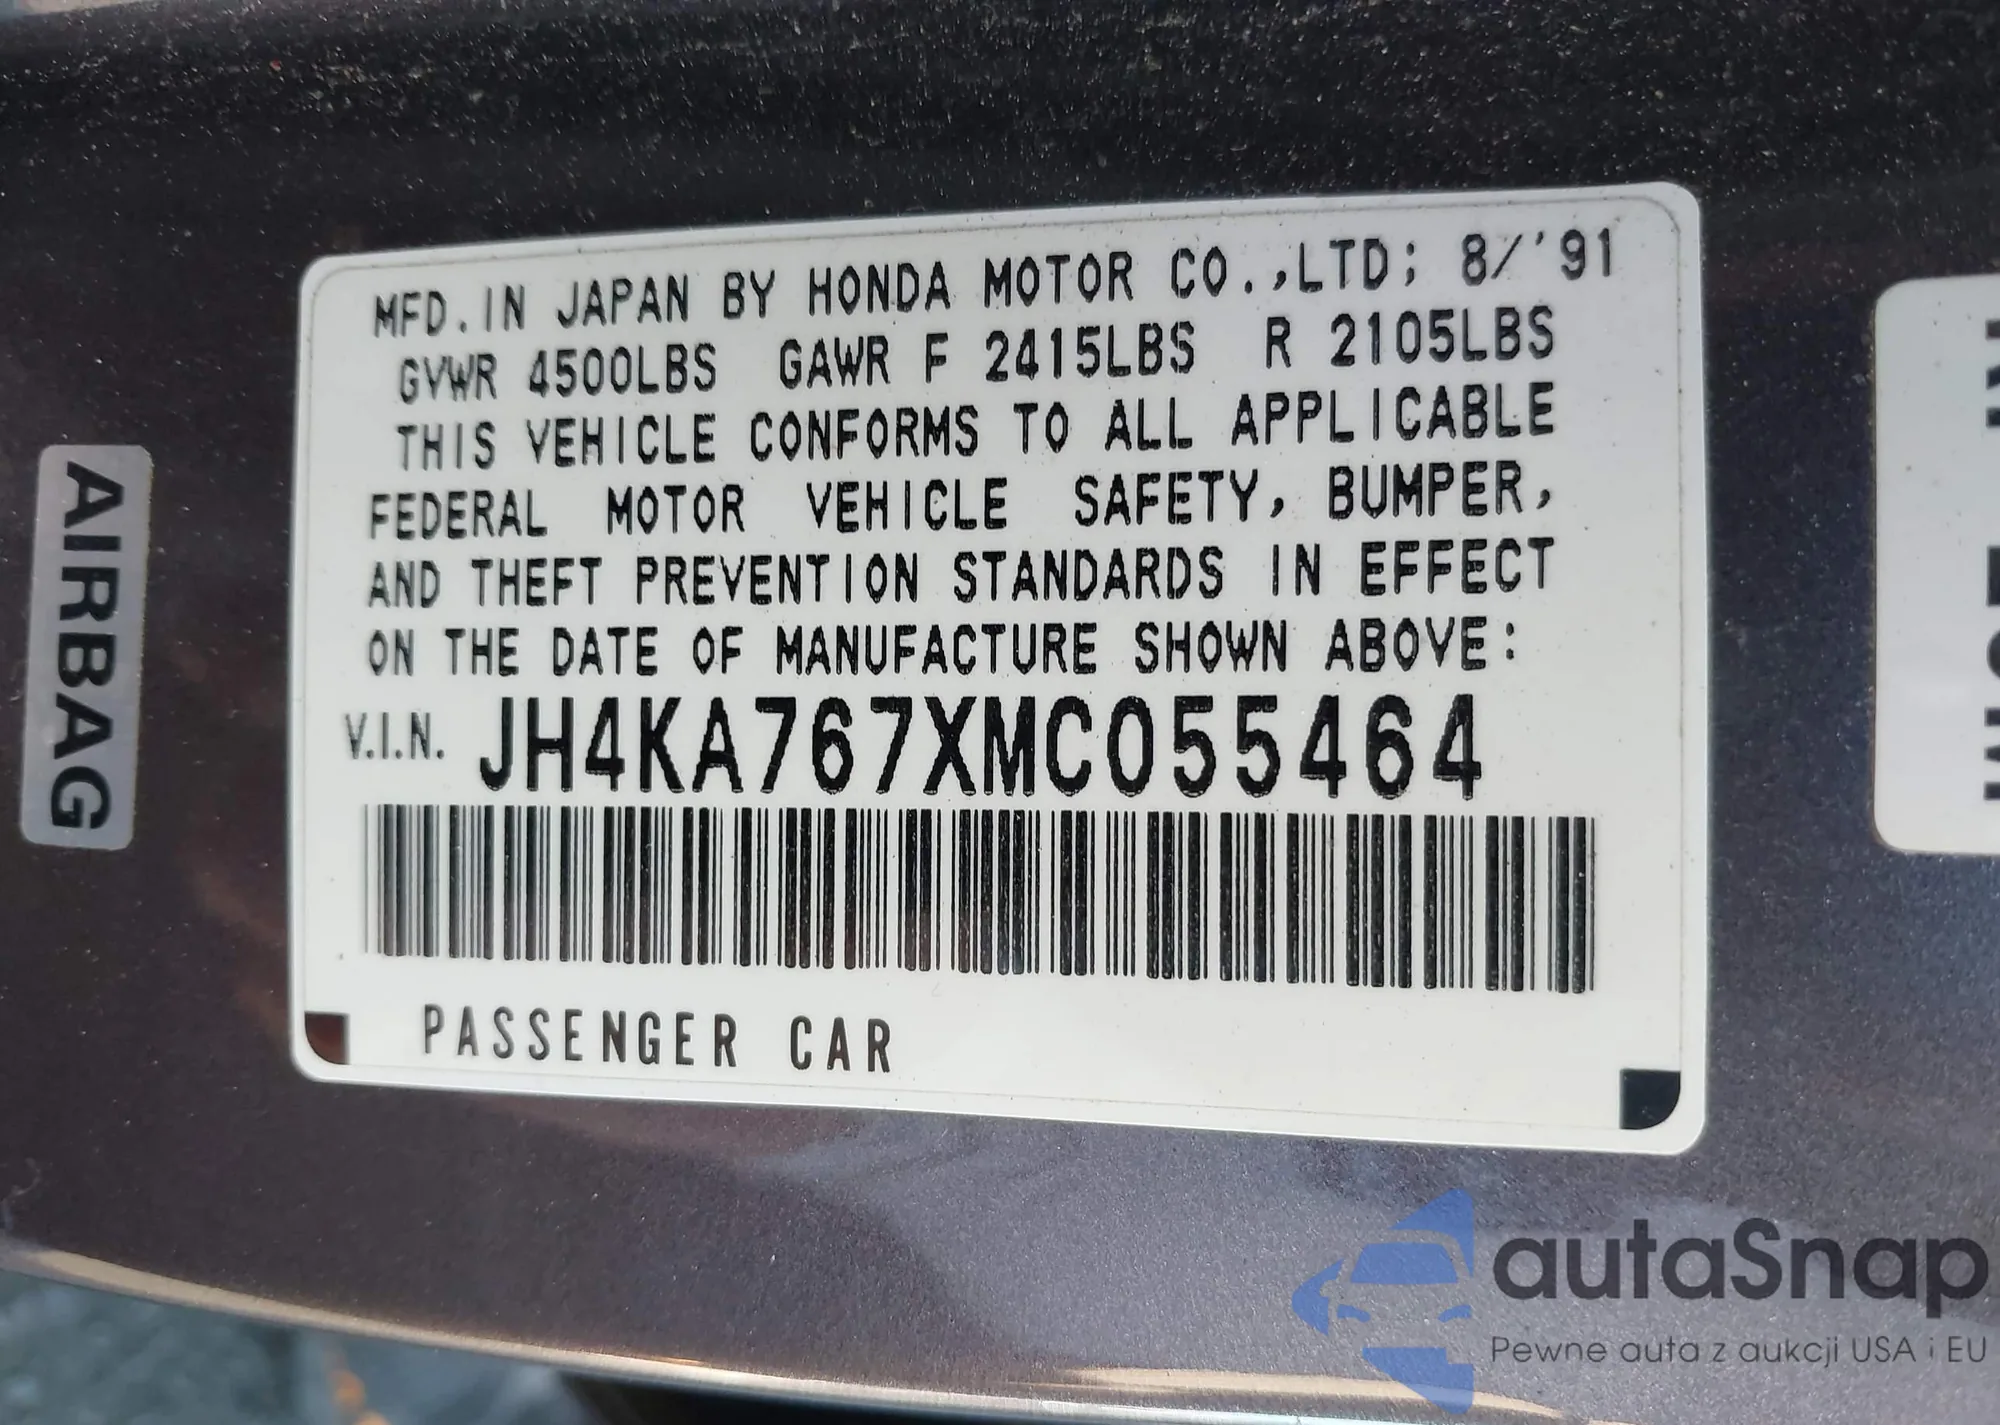 MFD. IN JAPAN BY HONDA MOTOR CO.,LTD; 8/'91
GVWR 4500LBS GAWR F 2415LBS R 2105LBS
THIS VEHICLE CONFORMS TO ALL APPLICABLE
FEDERAL MOTOR VEHICLE SAFETY, BUMPER,
AND THEFT PREVENTION STANDARDS IN EFFECT
ON THE DATE OF MANUFACTURE SHOWN ABOVE:
V.I.N. JH4KA767XMC055464
PASSENGER CAR
AIRBAG
autaSnap
Pewne auta z aukcji USA i EU